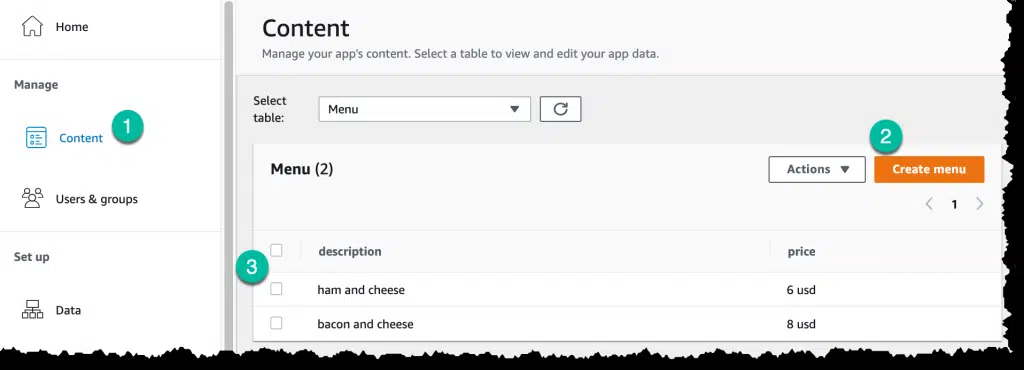 Home
Manage
1
Content
Users & groups
Set up
Data
Content
Manage your app's content. Select a table to view and edit your app data.
Select
table:
Menu
2
Menu (2)
Actions
Create menu
1
3
description
price
ham and cheese
6 usd
bacon and cheese
8 usd